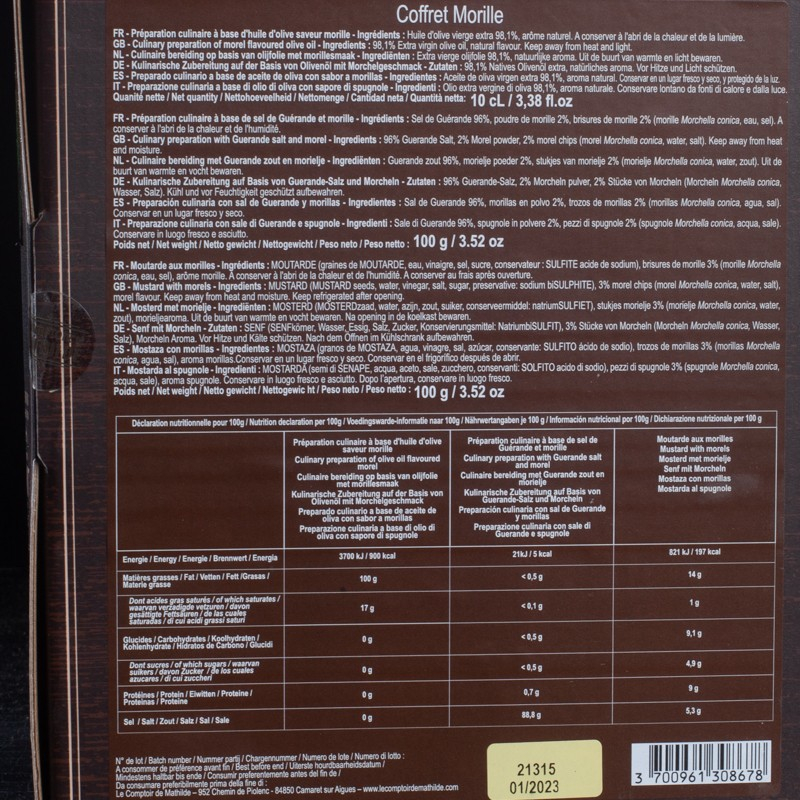 Coffret Morille
FR - Préparation culinaire à base d'huile d'olive saveur morille - Ingrédients : Huile d'olive vierge extra 98,1%, arôme naturel. A conserver à l'abri de la chaleur et de la lumière.
GB - Culinary preparation of morel flavoured olive oil - Ingredients : 98,1% Extra virgin olive oil, natural flavour. Keep away from heat and light.
NL - Culinaire bereiding op basis van olijfolie met morillesmaak - Ingrediënten : Extra vierge olijfolie 98,1%, natuurlijke aroma. Uit de buurt van warmte en licht bewaren.
DE - Kulinarische Zubereitung auf der Basis von Olivenöl mit Morchelgeschmack - Zutaten : 98,1% Natives Olivenöl extra, natürliches aroma. Vor Hitze und Licht schützen.
ES - Preparado culinario a base de aceite de oliva con sabor a morillas - Ingredientes : Aceite de oliva virgen extra 98,1%, aroma natural. Conservar en un lugar fresco y seco, y protegido de la luz.
IT - Preparazione culinaria a base di olio di oliva con sapore di spugnole - Ingredienti : Olio extra vergine di oliva 98,1%, aroma naturale. Conservare lontano da fonti di calore e dalla luce.
Quanité nette / Net quantity / Nettohoeveelheid / Nettomenge / Cantidad neta / Quantità netta: 10 cL / 3,38 fl.oz
FR - Préparation culinaire à base de sel de Guérande et morille - Ingrédients : Sel de Guérande 96%, poudre de morille 2%, brisures de morille 2% (morille Morchella conica, eau, sel). A
conserver à l'abri de la chaleur et de l'humidité.
GB - Culinary preparation with Guerande salt and morel - Ingredients : 96% Guerande Salt, 2% Morel powder, 2% morel chips (morel Morchella conica, water, salt). Keep away from heat
and moisture.
NL - Culinaire bereiding met Guerande zout en morielje - Ingrediënten : Guerande zout 96%, morielje poeder 2%, stukjes van morielje 2% (morielje Morchella conica, water, zout). Uit de
buurt van warmte en vocht bewaren.
DE - Kulinarische Zubereitung auf Basis von Guerande-Salz und Morcheln - Zutaten : 96% Guerande-Salz, 2% Morcheln pulver, 2% Stücke von Morcheln (Morcheln Morchella conica,
Wasser, Salz). Kühl und vor Feuchtigkeit geschützt aufbewahren.
ES - Preparación culinaria con sal de Guerande y morillas - Ingredientes : Sal de Guerande 96%, morillas en polvo 2%, trozos de morillas 2% (morillas Morchella conica, agua, sal).
Conservar en un lugar fresco y seco.
IT - Preparazione culinaria con sale di Guerande e spugnole - Ingredienti : Sale di Guerande 96%, spugnole in polvere 2%, pezzi di spugnole 2% (spugnole Morchella conica, acqua, sale).
Conservare in luogo fresco e asciutto.
Poids net / Net weight / Netto gewicht / Nettogewicht / Peso neto / Peso netto : 100 g / 3.52 oz
FR - Moutarde aux morilles - Ingrédients : MOUTARDE (graines de MOUTARDE, eau, vinaigre, sel, sucre, conservateur : SULFITE acide de sodium), brisures de morille 3% (morille Morchella
conica, eau, sel), arôme morille. A conserver à l'abri de la chaleur et de l'humidité. A conserver au frais après ouverture.
GB - Mustard with morels - Ingredients : MUSTARD (MUSTARD seeds, water, vinegar, salt, sugar, preservative: sodium biSULPHITE), 3% morel chips (morel Morchella conica, water, salt),
morel flavour. Keep away from heat and moisture. Keep refrigerated after opening.
NL - Mosterd met morielje - Ingrediënten : MOSTERD (MOSTERDzaad, water, azijn, zout, suiker, conserveermiddel: natriumSULFIET), stukjes morielje 3% (morielje Morchella conica, water,
zout), moriljearoma. Uit de buurt van warmte en vocht bewaren. Na opening in de koelkast bewaren.
DE - Senf mit Morcheln - Zutaten : SENF (SENFkörner, Wasser, Essig, Salz, Zucker, Konservierungsmittel: NatriumbiSULFIT), 3% Stücke von Morcheln (Morcheln Morchella conica, Wasser,
Salz), Morcheln Aroma. Vor Hitze und Kälte schützen. Nach dem Öffnen im Kühlschrank aufbewahren.
ES - Mostaza con morillas - Ingredientes : MOSTAZA (granos de MOSTAZA, agua, vinagre, sal, azúcar, conservante: SULFITO ácido de sodio), trozos de morillas 3% (morillas Morchella
conica, agua, sal), aroma morillas.Conservar en un lugar fresco y seco. Conservar en el frigorífico después de abrir.
IT - Mostarda al spugnole - Ingredienti : MOSTARDA (semi di SENAPE, acqua, aceto, sale, zucchero, conservanti: SOLFITO acido di sodio), pezzi di spugnole 3% (spugnole Morchella conica,
acqua, sale), aroma spugnole. Conservare in luogo fresco e asciutto. Dopo l'apertura, conservare in luogo fresco.
Poids net / Net weight / Netto gewicht / Nettogewic ht / Peso neto / Peso netto : 100 g / 3.52 oz
Déclaration nutritionnelle pour 100g / Nutrition declaration per 100g / Voedingswarde-informatie naar 100g / Nährwertangaben je 100 g / Información nutricional por 100g / Dichiarazione nutrizionale per 100 g
Préparation culinaire à base d'huile d'olive
saveur morille
Culinary preparation of olive oil flavoured
morel
Culinaire bereiding op basis van olijfolie
met morillesmaak
Kulinarische Zubereitung auf der Basis von
Olivenöl mit Morchelgeschmack
Preparado culinario a base de aceite de
oliva con sabor a morillas
Preparazione culinaria a base di olio di
oliva con sapore di spugnole
Préparation culinaire à base de sel de
Guérande et morille
Culinary preparation with Guerande salt
and morel
Culinaire bereiding met Guerande zout en
morielje
Kulinarische Zubereitung auf Basis von
Guerande-Salz und Morcheln
Preparación culinaria con sal de Guerande
y morillas
Preparazione culinaria con sale di
Guerande e spugnole
Moutarde aux morilles
Mustard with morels
Mosterd met morielje
Senf mit Morcheln
Mostaza con morillas
Mostarda al spugnole
Energie / Energy / Energie / Brennwert / Energia 3700 kJ / 900 kcal 21kJ / 5 kcal 821 kJ / 197 kcal
Matières grasses / Fat / Vetten / Fett /Grasas /
Materie grasse 100 g < 0,5 g 14 g
Dont acides gras saturés / of which saturates /
waarvan verzadigde vetzuren / davon
gesättigte Fettsäuren / de las cuales
saturadas / di cui acidi grassi saturi 17 g < 0,1 g 1 g
Glucides / Carbohydrates / Koolhydraten /
Kohlenhydrate / Hidratos de Carbono / Glucidi 0 g < 0,5 g 9,1 g
Dont sucres / of which sugars / waarvan
suikers / davon Zucker / de los cuales
azucares / di cui zuccheri 0 g < 0,5 g 4,9 g
Protéines / Protein / Eiwitten / Proteine /
Proteinas / Proteine 0 g 0,7 g 9 g
Sel / Salt / Zout / Salz / Sal / Sale 0 g 88,8 g 5,3 g
N° de lot / Batch number / Nummer partij / Chargennummer / Numero de lote / Numero di lotto :
A consommer de préférence avant fin / Best before end / Uiterste houdbaarheidsdatum /
Mindestens haltbar bis ende / Consumir preferentemente antes del fin de /
Da consumare preferibilmente prima della fine di :
Le Comptoir de Mathilde – 952 Chemin de Piolenc - 84850 Camaret sur Aigues – www.lecomptoirdemathilde.com
21315
01/2023
3 700961 308678